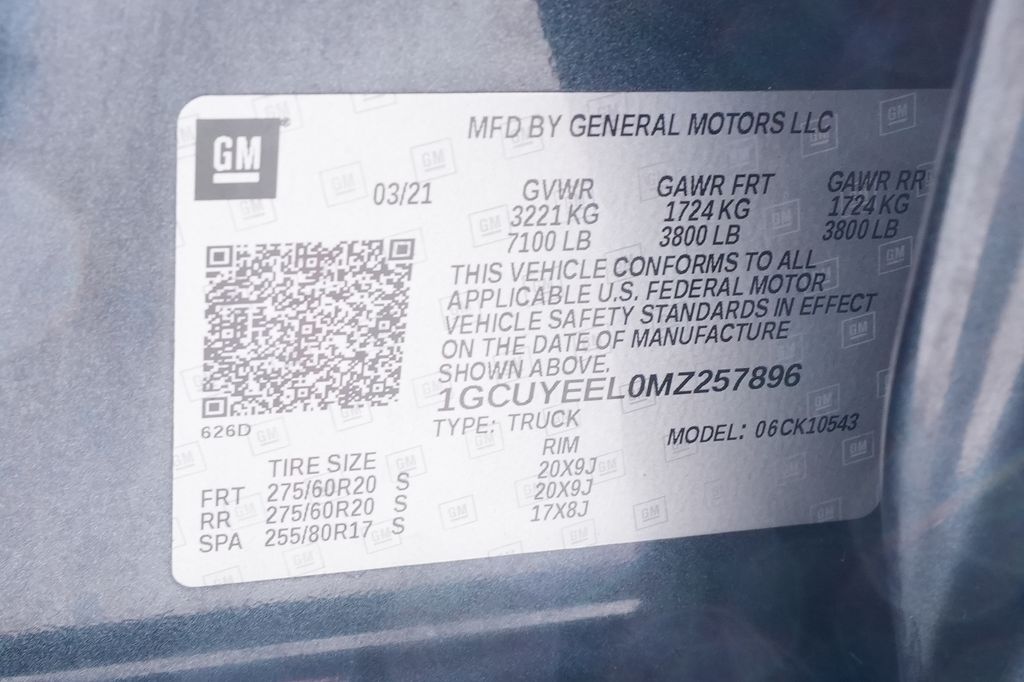 GM
MFD BY GENERAL MOTORS LLC
03/21
GVWR GAWR FRT GAWR RR
3221 KG 1724 KG 1724 KG
7100 LB 3800 LB 3800 LB
THIS VEHICLE CONFORMS TO ALL
APPLICABLE U.S. FEDERAL MOTOR
VEHICLE SAFETY STANDARDS IN EFFECT
ON THE DATE OF MANUFACTURE
SHOWN ABOVE.
1GCUYEEL0MZ257896
TYPE: TRUCK MODEL: 06CK10543
626D
TIRE SIZE RIM
FRT 275/60R20 S 20X9J
RR 275/60R20 S 20X9J
SPA 255/80R17 S 17X8J